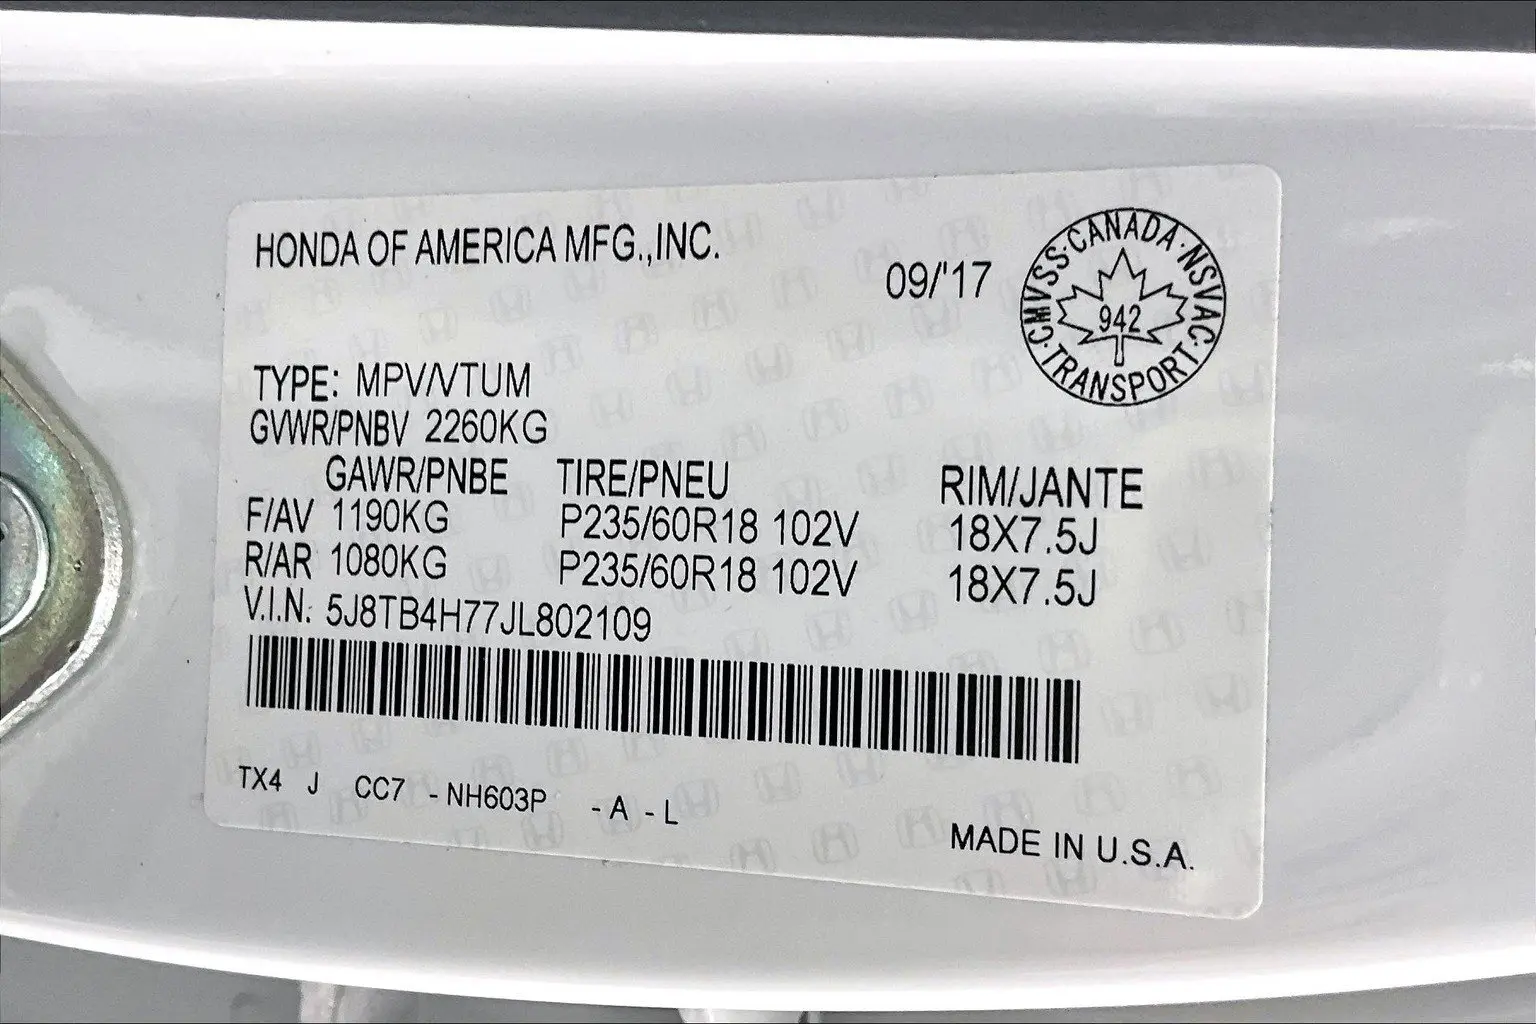 HONDA OF AMERICA MFG.,INC.
09/'17
CMVSS·CANADA·NSVAC·TRANSPORT
942
TYPE: MPV/VTUM
GVWR/PNBV 2260KG
GAWR/PNBE TIRE/PNEU RIM/JANTE
F/AV 1190KG P235/60R18 102V 18X7.5J
R/AR 1080KG P235/60R18 102V 18X7.5J
V.I.N: 5J8TB4H77JL802109
TX4 J CC7 - NH603P - A - L
MADE IN U.S.A.